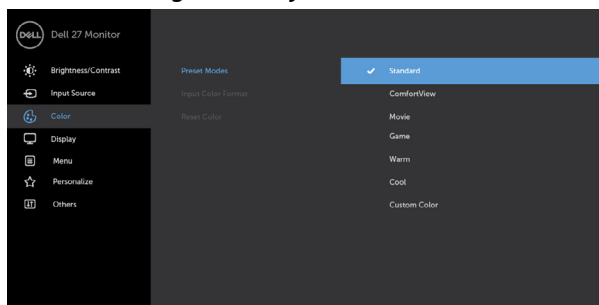 DELL Dell 27 Monitor
Brightness/Contrast Preset Modes Standard
Input Source Input Color Format ComfortView
Color Reset Color Movie
Display Game
Menu Warm
Personalize Cool
Others Custom Color